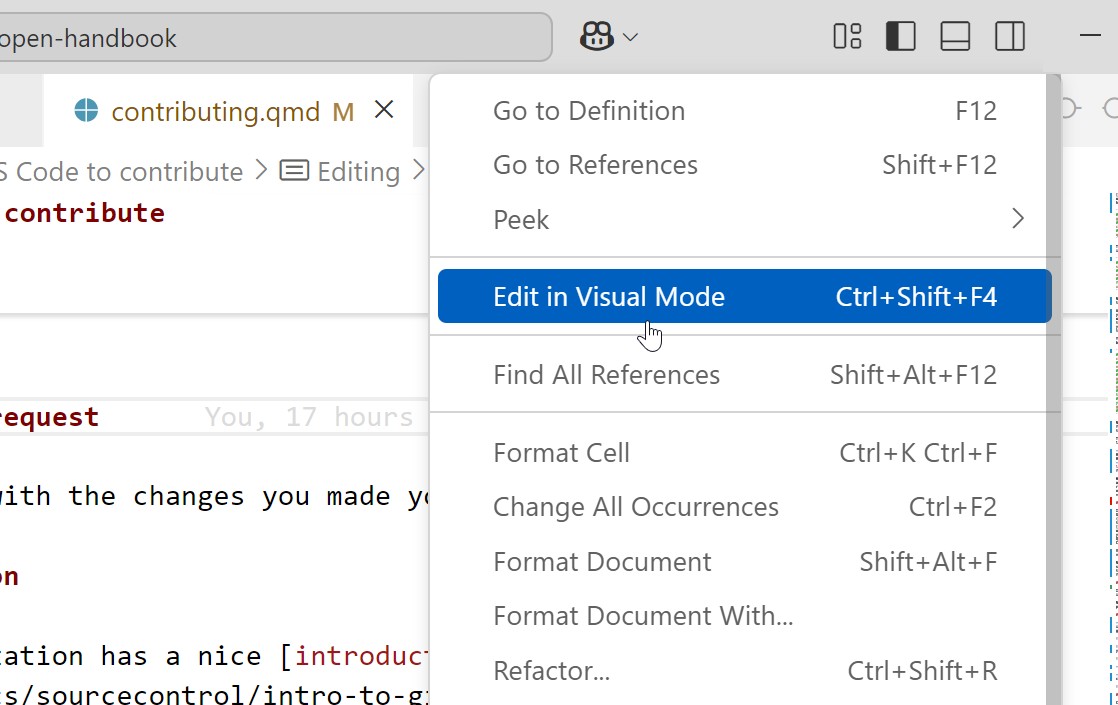 open-handbook
contributing.qmd M
S Code to contribute > Editing >
contribute
request You, 17 hours
with the changes you made
on
has a nice [introduct
/sourcecontrol/intro-to-g
Go to Definition F12
Go to References Shift+F12
Peek
Edit in Visual Mode Ctrl+Shift+F4
Find All References Shift+Alt+F12
Format Cell Ctrl+K Ctrl+F
Change All Occurrences Ctrl+F2
Format Document Shift+Alt+F
Format Document With...
Refactor... Ctrl+Shift+R